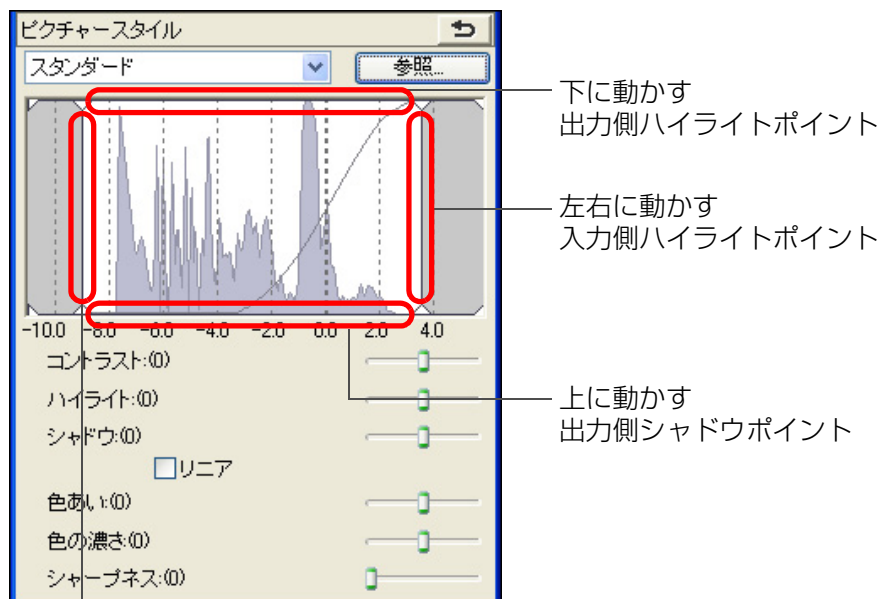 ピクチャースタイル
スタンダード
参照...
下に動かす
出力側ハイライトポイント
左右に動かす
入力側ハイライトポイント
-10.0 -8.0 -6.0 -4.0 -2.0 0.0 2.0 4.0
コントラスト:(0)
ハイライト:(0)
上に動かす
出力側シャドウポイント
シャドウ:(0)
リニア
色あい:(0)
色の濃さ:(0)
シャープネス:(0)